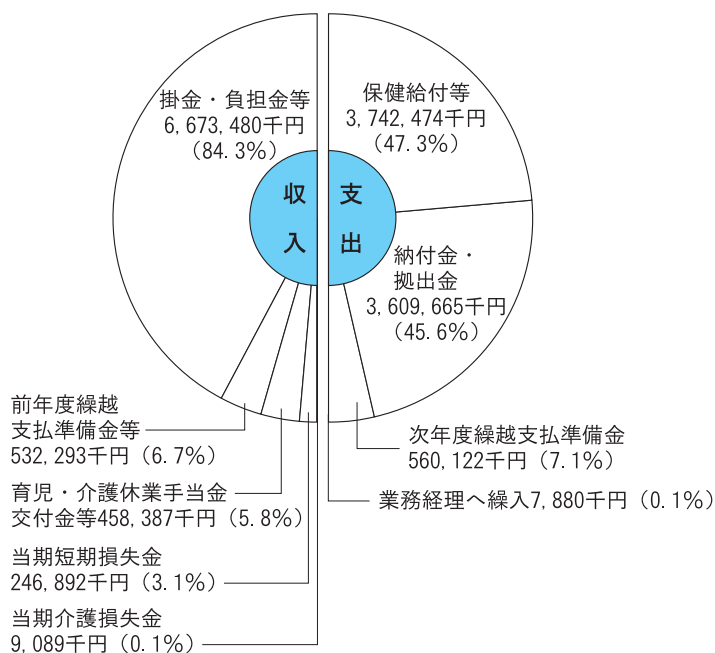 掛金・負担金等
6,673,480千円
(84.3%)
収
入
前年度繰越
支払準備金等
532,293千円(6.7%)
育児・介護休業手当金
交付金等458,387千円(5.8%)
当期短期損失金
246,892千円(3.1%)
当期介護損失金
9,089千円(0.1%)
保健給付等
3,742,474千円
(47.3%)
支
出
納付金・
拠出金
3,609,665千円
(45.6%)
次年度繰越支払準備金
560,122千円(7.1%)
業務経理へ繰入7,880千円(0.1%)